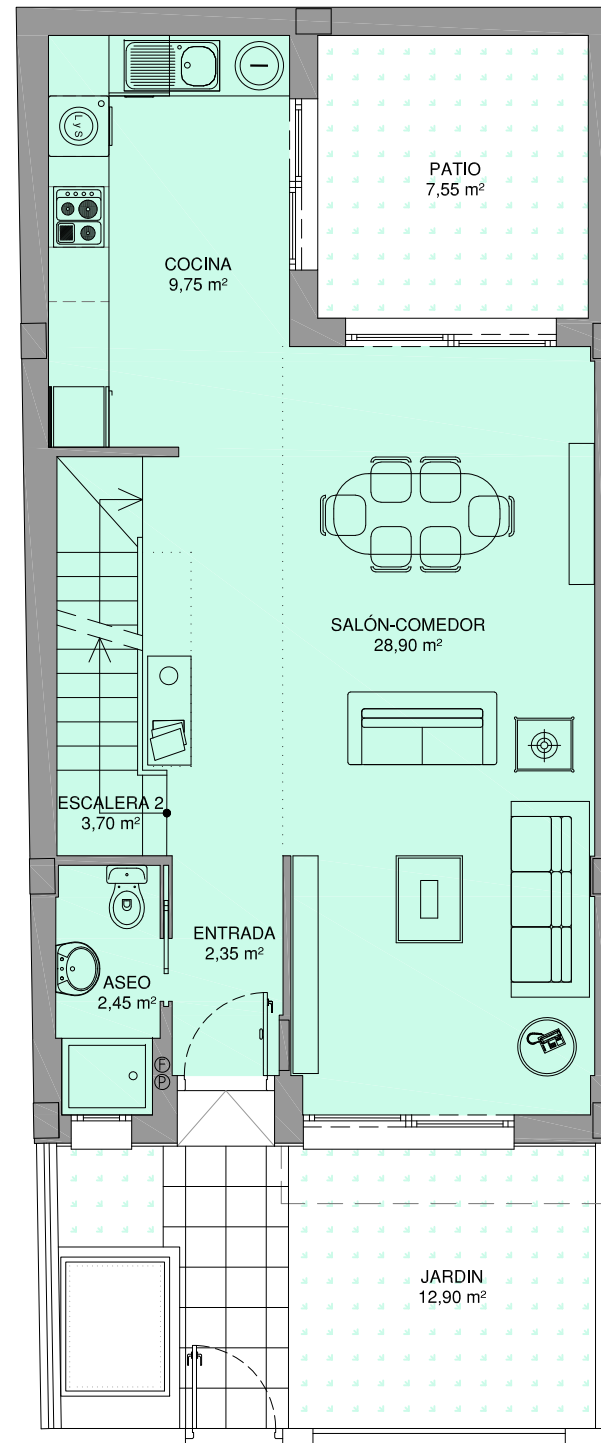 PATIO
7,55 m²
L y S
COCINA
9,75 m²
SALÓN-COMEDOR
28,90 m²
ESCALERA 2
3,70 m²
ENTRADA
2,35 m²
ASEO
2,45 m²
F
P
JARDIN
12,90 m²